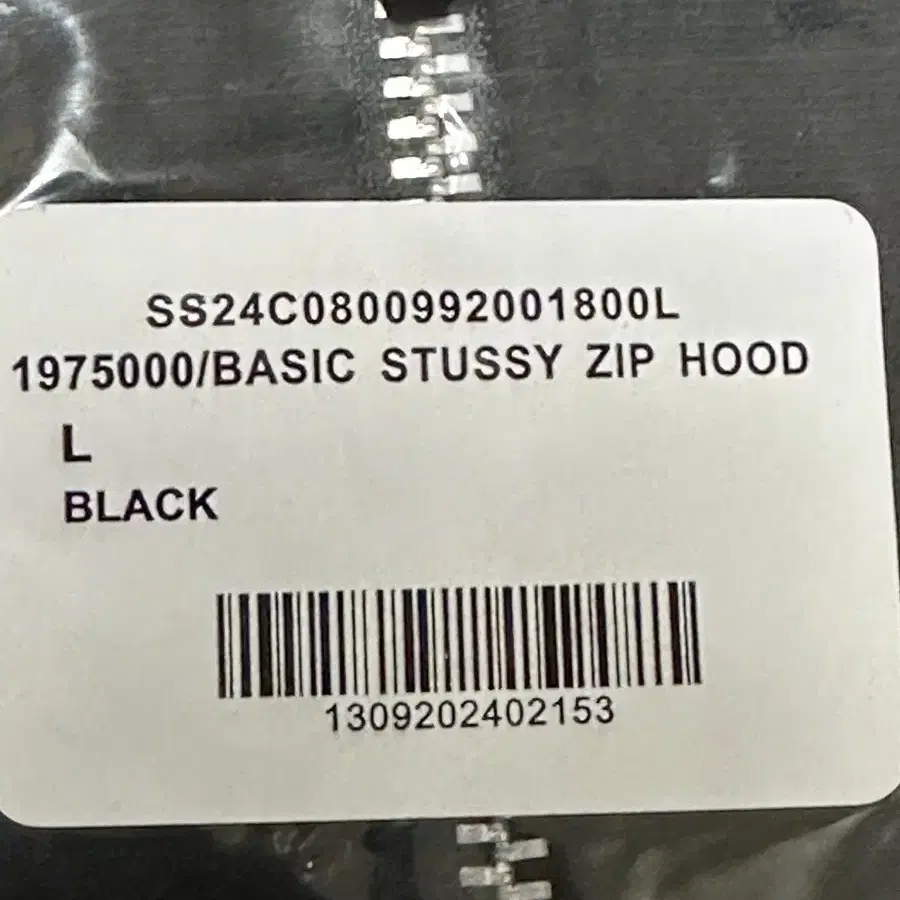 SS24C0800992001800L
1975000/BASIC STUSSY ZIP HOOD
L
BLACK
1309202402153